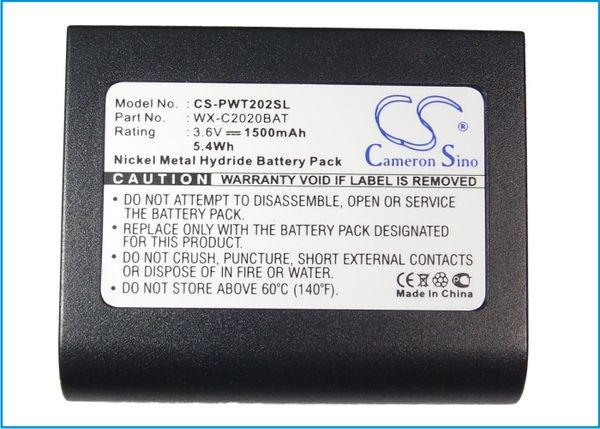 Model No. : CS-PWT202SL
Part No. : WX-C2020BAT
Rating : 3.6V 1500mAh
5.4Wh
Nickel Metal Hydride Battery Pack
CS
®
Cameron Sino
CAUTION WARRANTY VOID IF LABEL IS REMOVED.
• DO NOT ATTEMPT TO DISASSEMBLE, OPEN OR SERVICE
THE BATTERY PACK.
• REPLACE ONLY WITH THE BATTERY PACK DESIGNATED
FOR THIS PRODUCT.
• DO NOT CRUSH, PUNCTURE, SHORT EXTERNAL CONTACTS,
DISPOSE OF IN FIRE OR WATER.
• DO NOT STORE ABOVE 60°C (140°F)
CE
Made In China